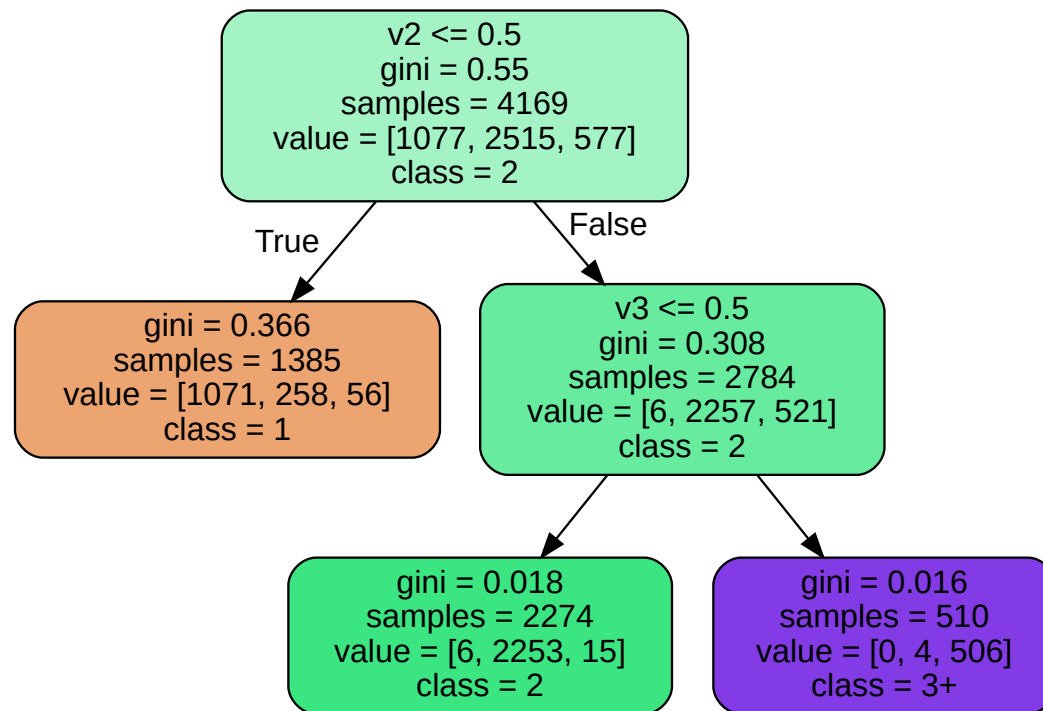 v2 <= 0.5
gini = 0.55
samples = 4169
value = [1077, 2515, 577]
class = 2
True
False
gini = 0.366
samples = 1385
value = [1071, 258, 56]
class = 1
v3 <= 0.5
gini = 0.308
samples = 2784
value = [6, 2257, 521]
class = 2
gini = 0.018
samples = 2274
value = [6, 2253, 15]
class = 2
gini = 0.016
samples = 510
value = [0, 4, 506]
class = 3+